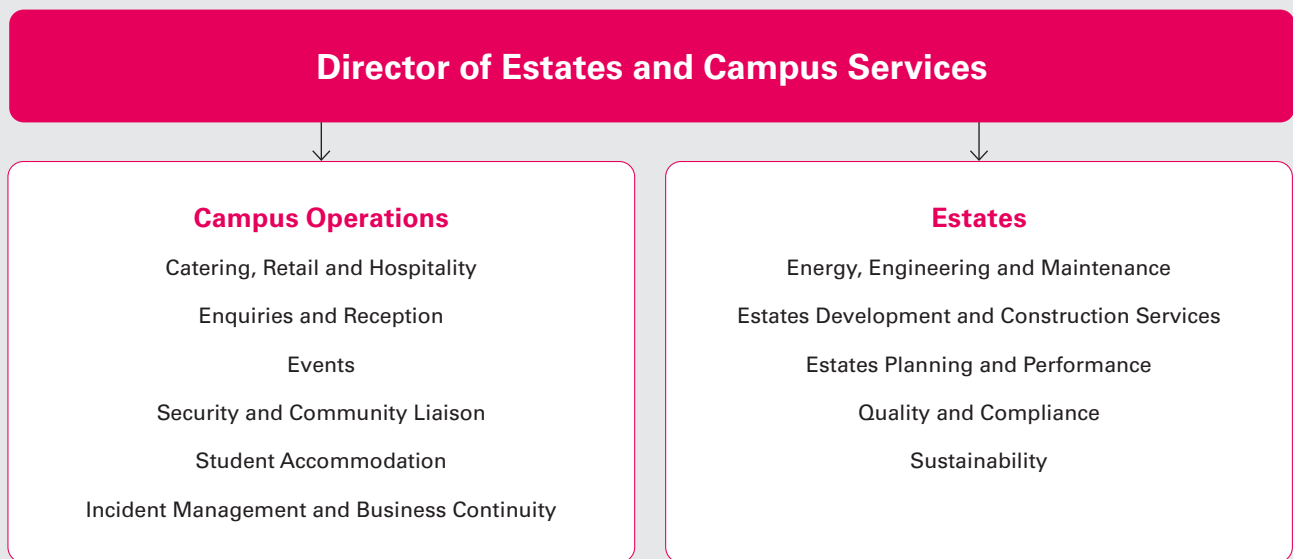 Director of Estates and Campus Services
Campus Operations
Catering, Retail and Hospitality
Enquiries and Reception
Events
Security and Community Liaison
Student Accommodation
Incident Management and Business Continuity
Estates
Energy, Engineering and Maintenance
Estates Development and Construction Services
Estates Planning and Performance
Quality and Compliance
Sustainability